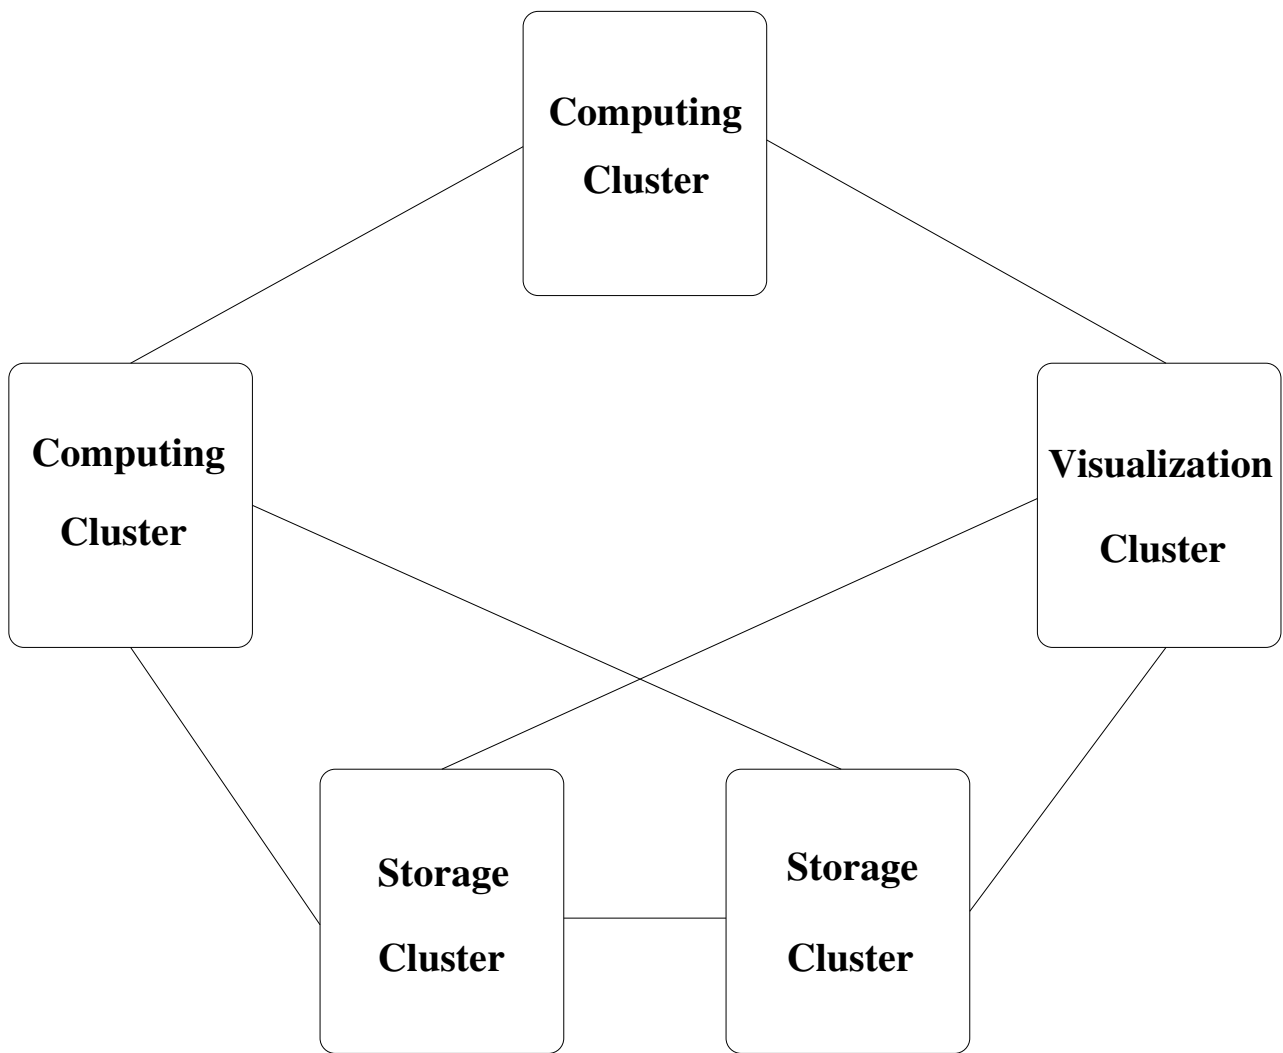 Computing
Cluster
Computing
Cluster
Visualization
Cluster
Storage
Cluster
Storage
Cluster